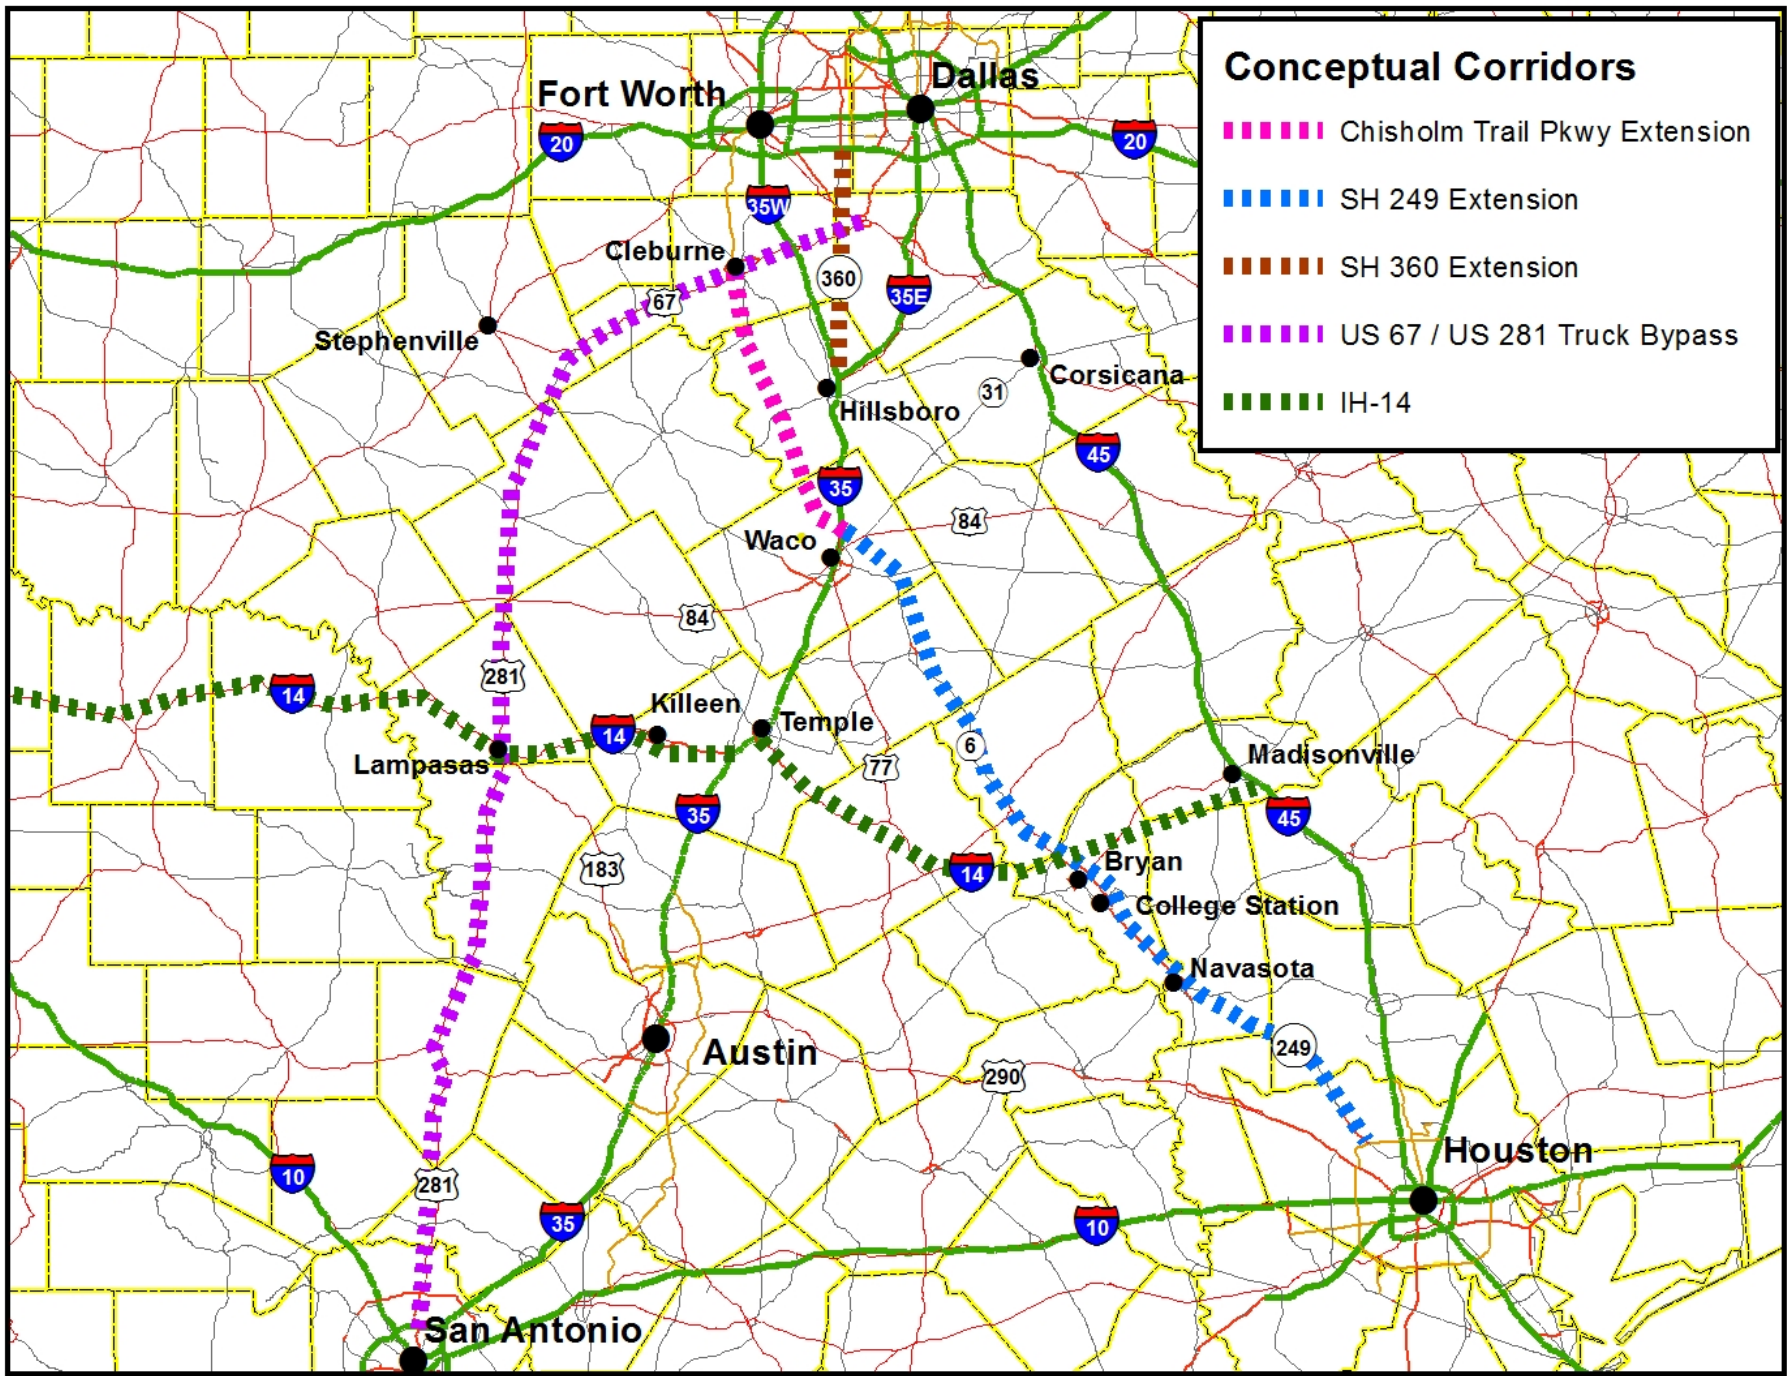 Conceptual Corridors
Chisholm Trail Pkwy Extension
SH 249 Extension
SH 360 Extension
US 67 / US 281 Truck Bypass
IH-14
Dallas
Fort Worth
20
20
35W
Cleburne
360
35E
67
Stephenville
Corsicana
31
Hillsboro
45
35
84
Waco
84
281
14
Killeen
14
Temple
6
Madisonville
Lampasas
77
35
45
183
14
Bryan
College Station
Navasota
249
Austin
290
Houston
10
281
35
10
San Antonio